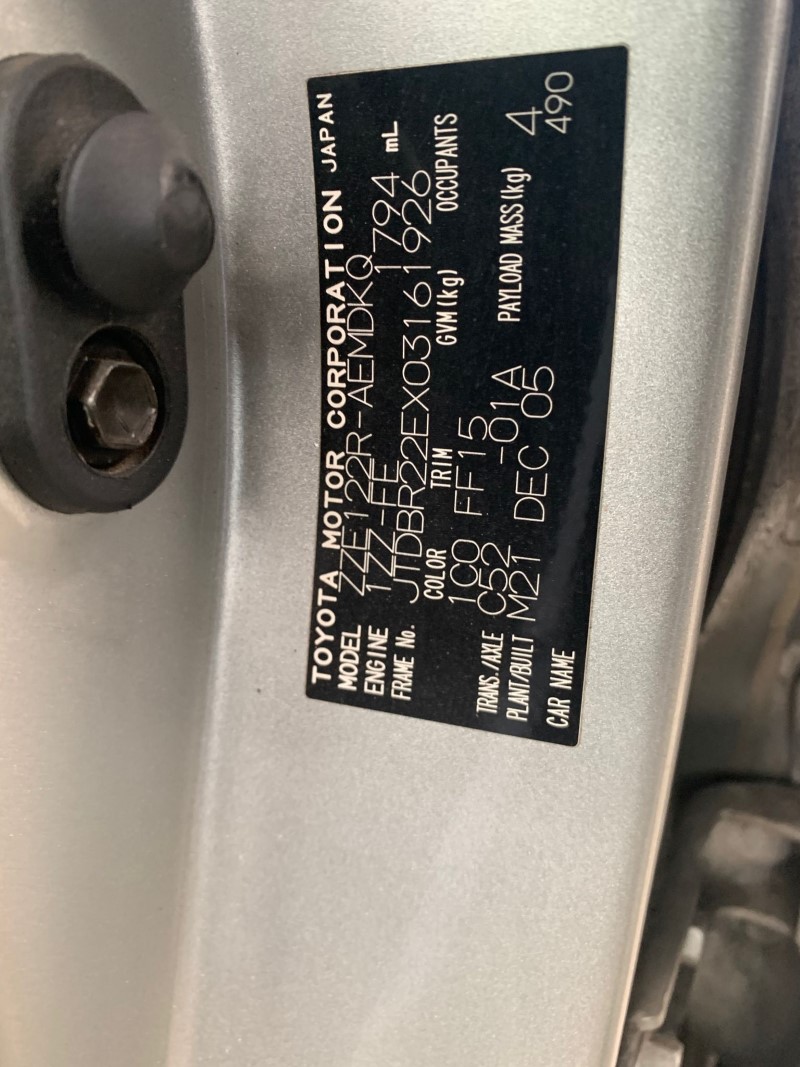 TOYOTA MOTOR CORPORATION JAPAN
MODEL ZZE122R-AEMDKQ
ENGINE 1ZZ-FE 1794 mL
FRAME No. JTDBR22EX03161926
COLOR TRIM GVM(kg) OCCUPANTS
1C0 FF15 4
TRANS./AXLE C52 -01A PAYLOAD MASS(kg) 490
PLANT/BUILT M21 DEC 05
CAR NAME